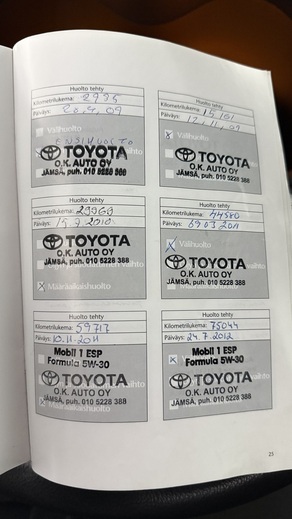 Huolto tehty
Kilometrilukema: 2995
Päiväys: 20.4.09
Välihuolto
ENSIHUOLTO
TOYOTA
O.K. AUTO OY
JÄMSÄ, puh. 010 5228 388
Huolto tehty
Kilometrilukema: 15101
Päiväys: 12.11.09
Välihuolto
TOYOTA
O.K. AUTO OY
JÄMSÄ, puh. 010 5228 388
Huolto tehty
Kilometrilukema: 29960
Päiväys: 15.7.2010
TOYOTA
O.K. AUTO OY
JÄMSÄ, puh. 010 5228 388
Määräaikaishuolto
Huolto tehty
Kilometrilukema: 44580
Päiväys: 09.03 2011
Välihuolto
TOYOTA
O.K. AUTO OY
JÄMSÄ, puh. 010 5228 388
Huolto tehty
Kilometrilukema: 59717
Päiväys: 10.11.2011
Mobil 1 ESP
Formula 5W-30
TOYOTA
O.K. AUTO OY
JÄMSÄ, puh. 010 5228 388
Huolto tehty
Kilometrilukema: 75044
Päiväys: 24.7.2012
Mobil 1 ESP
Formula 5W-30
TOYOTA
O.K. AUTO OY
JÄMSÄ, puh. 010 5228 388
23